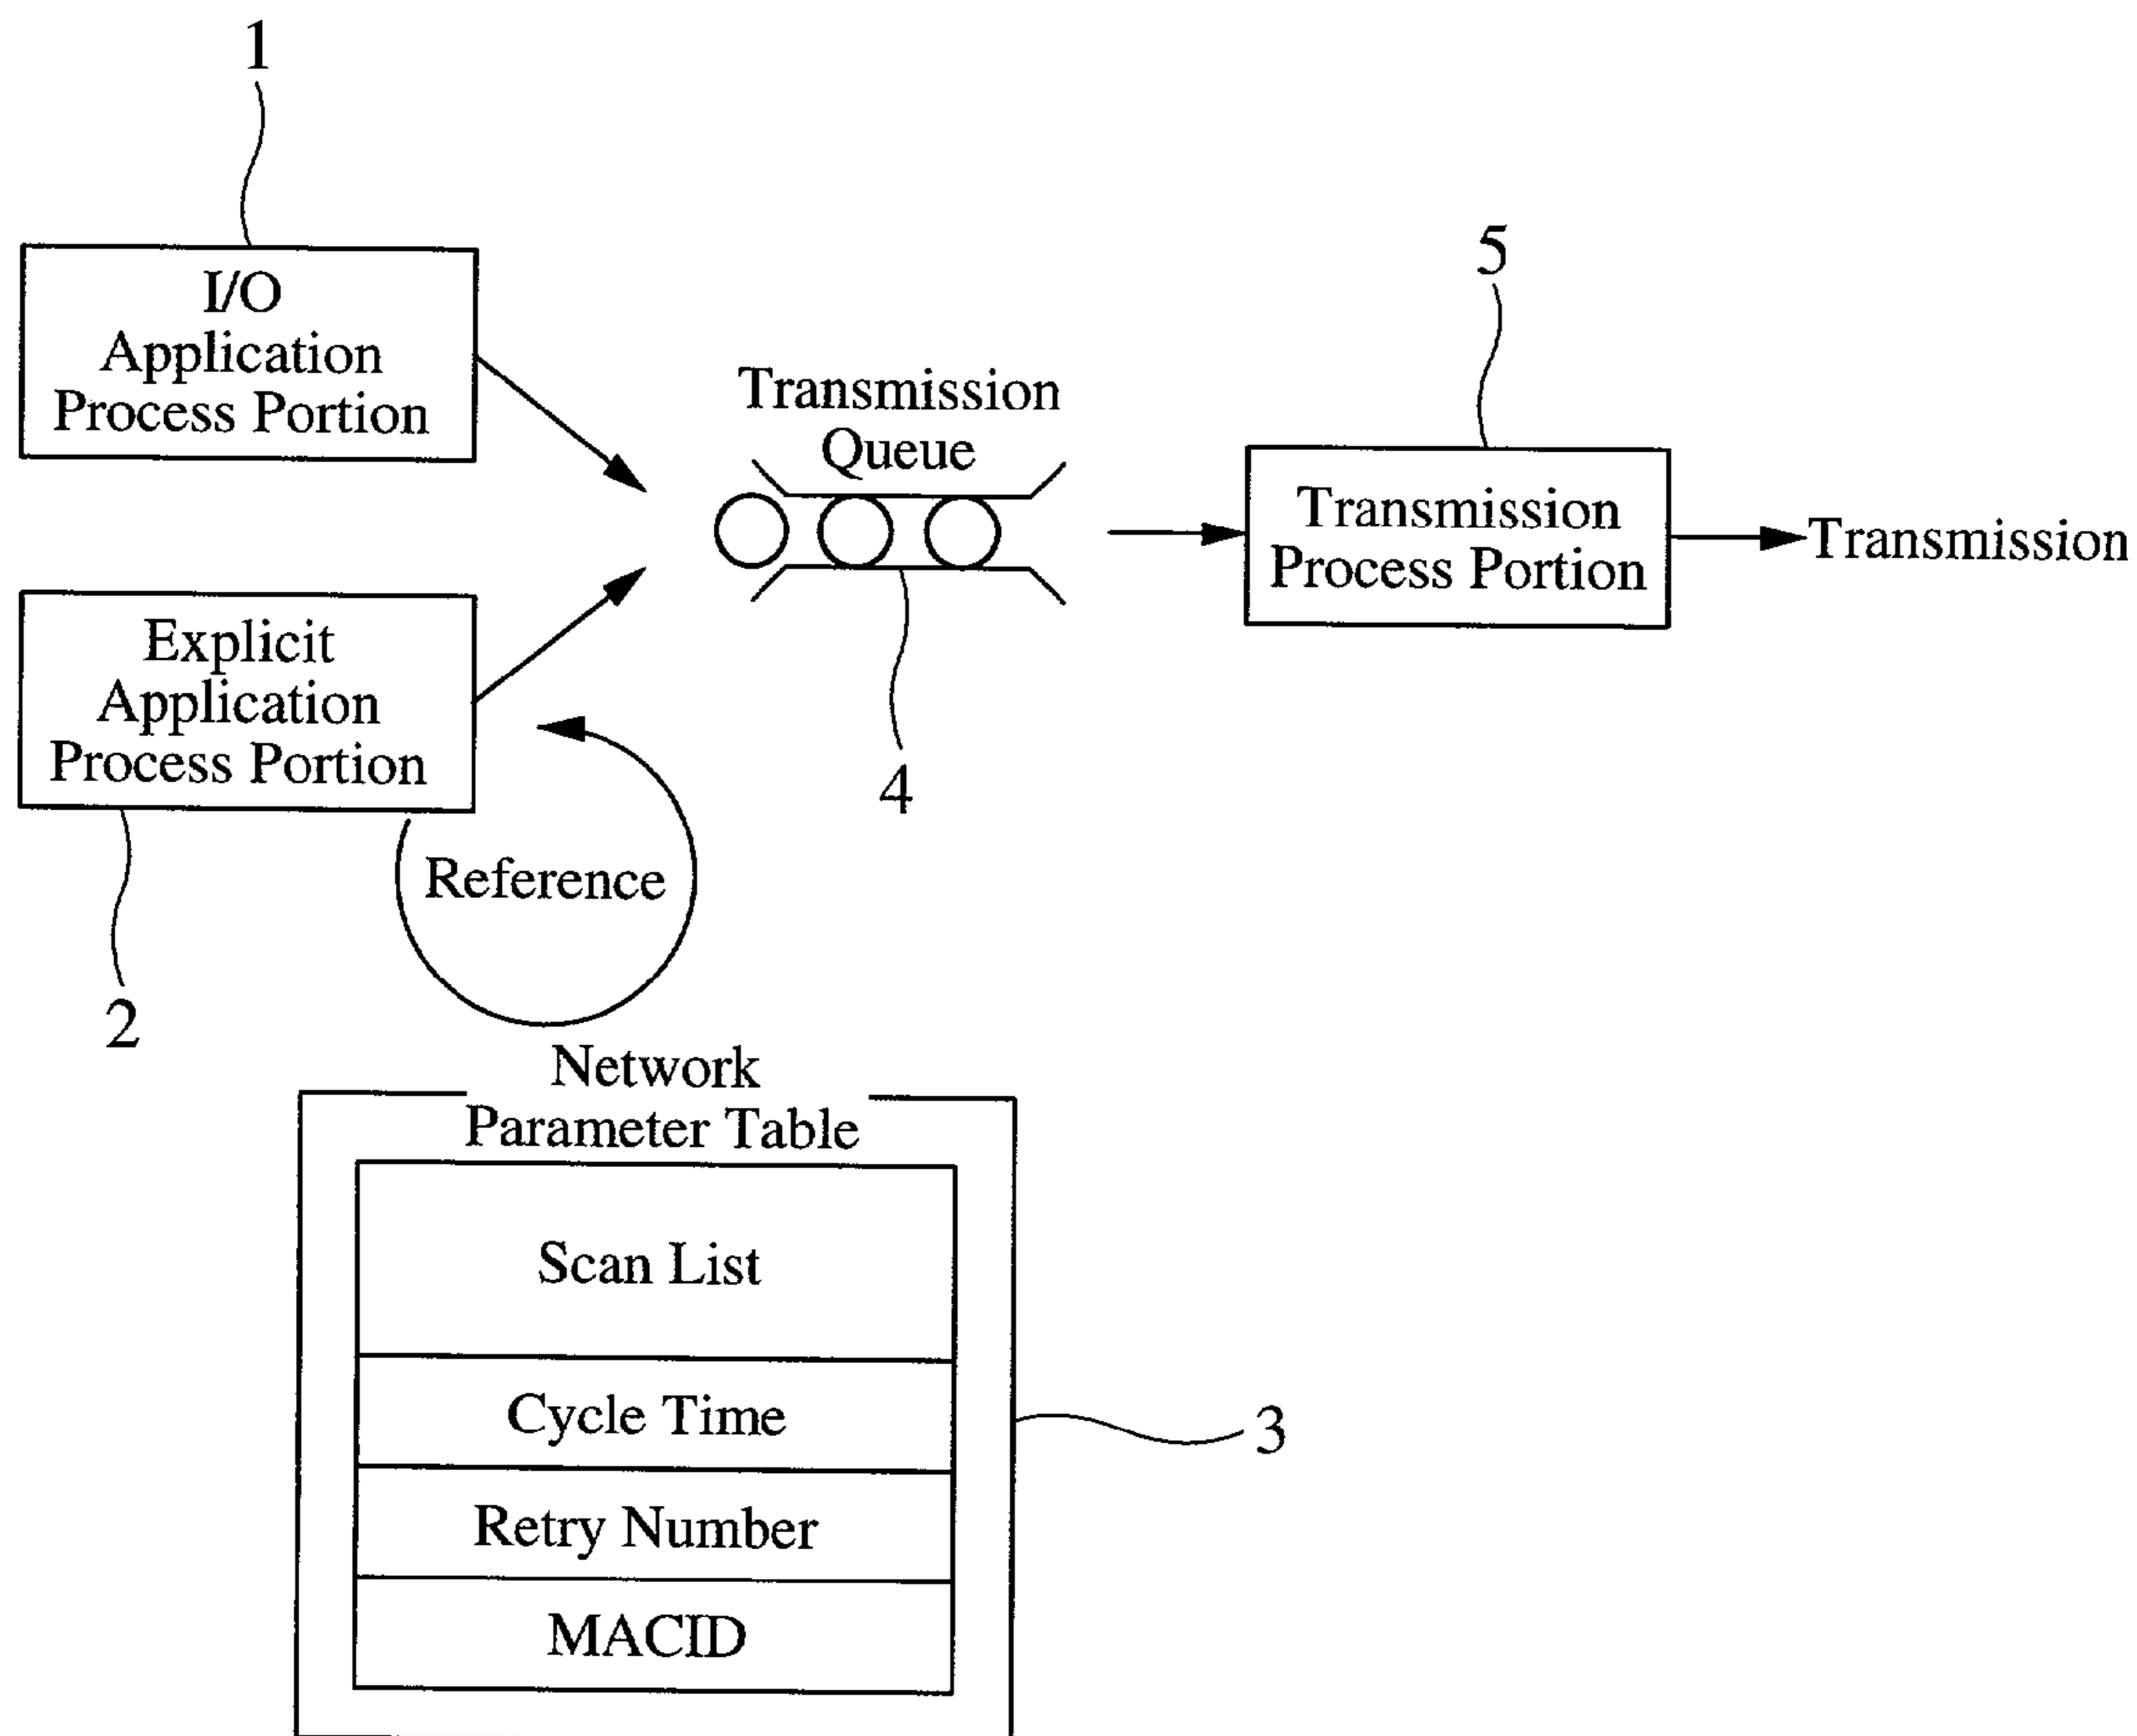 1
I/O
Application
Process Portion
5
Transmission
Queue
Transmission
Process Portion
Transmission
Explicit
Application
Process Portion
4
Reference
2
Network
Parameter Table
Scan List
Cycle Time
3
Retry Number
MACID